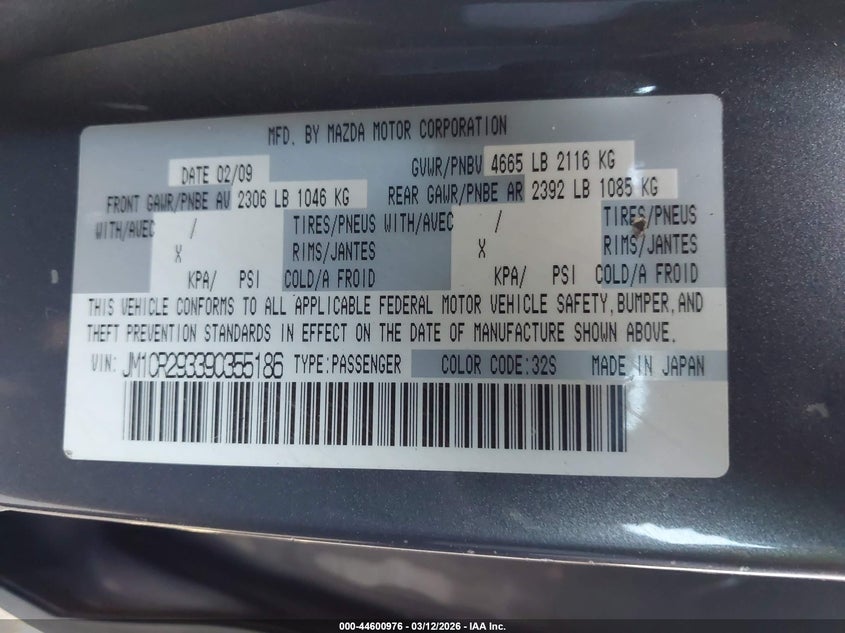 MFD. BY MAZDA MOTOR CORPORATION
DATE 02/09 GVWR/PNBV 4665 LB 2116 KG
FRONT GAWR/PNBE AV 2306 LB 1046 KG REAR GAWR/PNBE AR 2392 LB 1085 KG
WITH/AVEC / TIRES/PNEUS WITH/AVEC / TIRES/PNEUS
X RIMS/JANTES X RIMS/JANTES
KPA/ PSI COLD/A FROID KPA/ PSI COLD/A FROID
THIS VEHICLE CONFORMS TO ALL APPLICABLE FEDERAL MOTOR VEHICLE SAFETY, BUMPER, AND
THEFT PREVENTION STANDARDS IN EFFECT ON THE DATE OF MANUFACTURE SHOWN ABOVE.
VIN: JM1CR293390355186 TYPE:PASSENGER COLOR CODE:32S MADE IN JAPAN
000-44600976 - 03/12/2026 - IAA Inc.